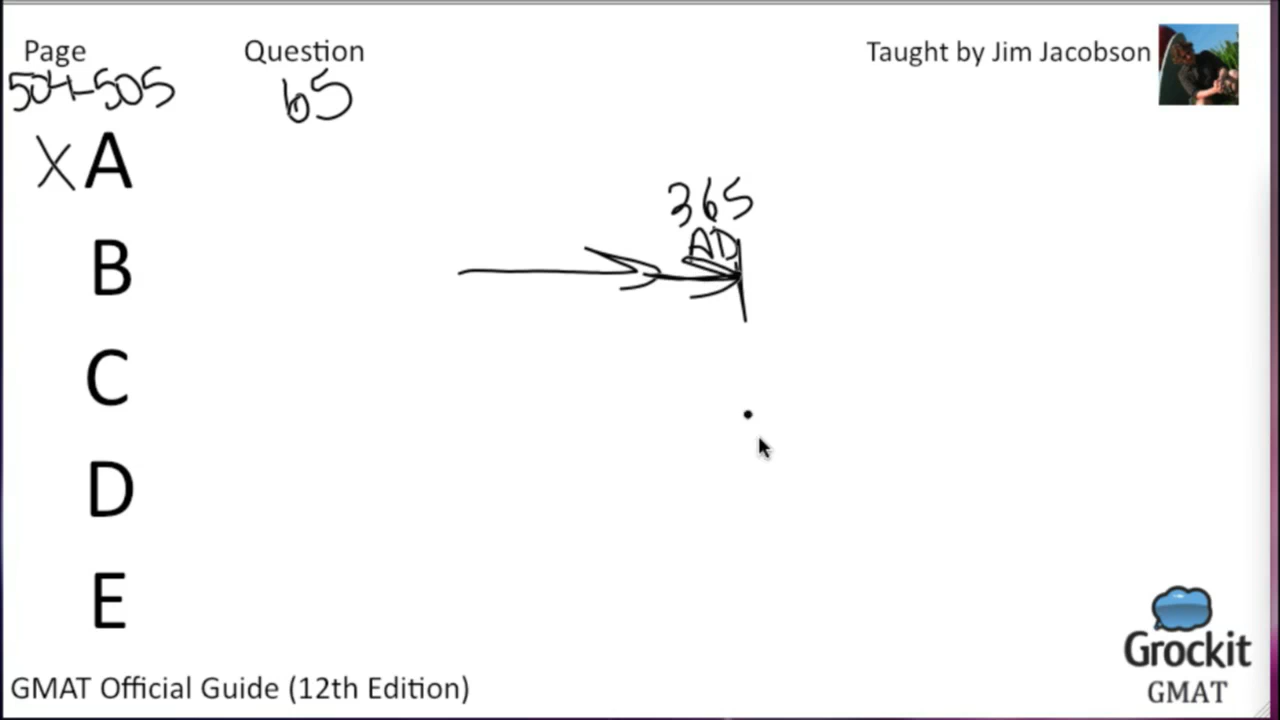 Page Question Taught by Jim Jacobson
504-505 65
X A
365
AD
B
C
D
E
Grockit
GMAT
GMAT Official Guide (12th Edition)